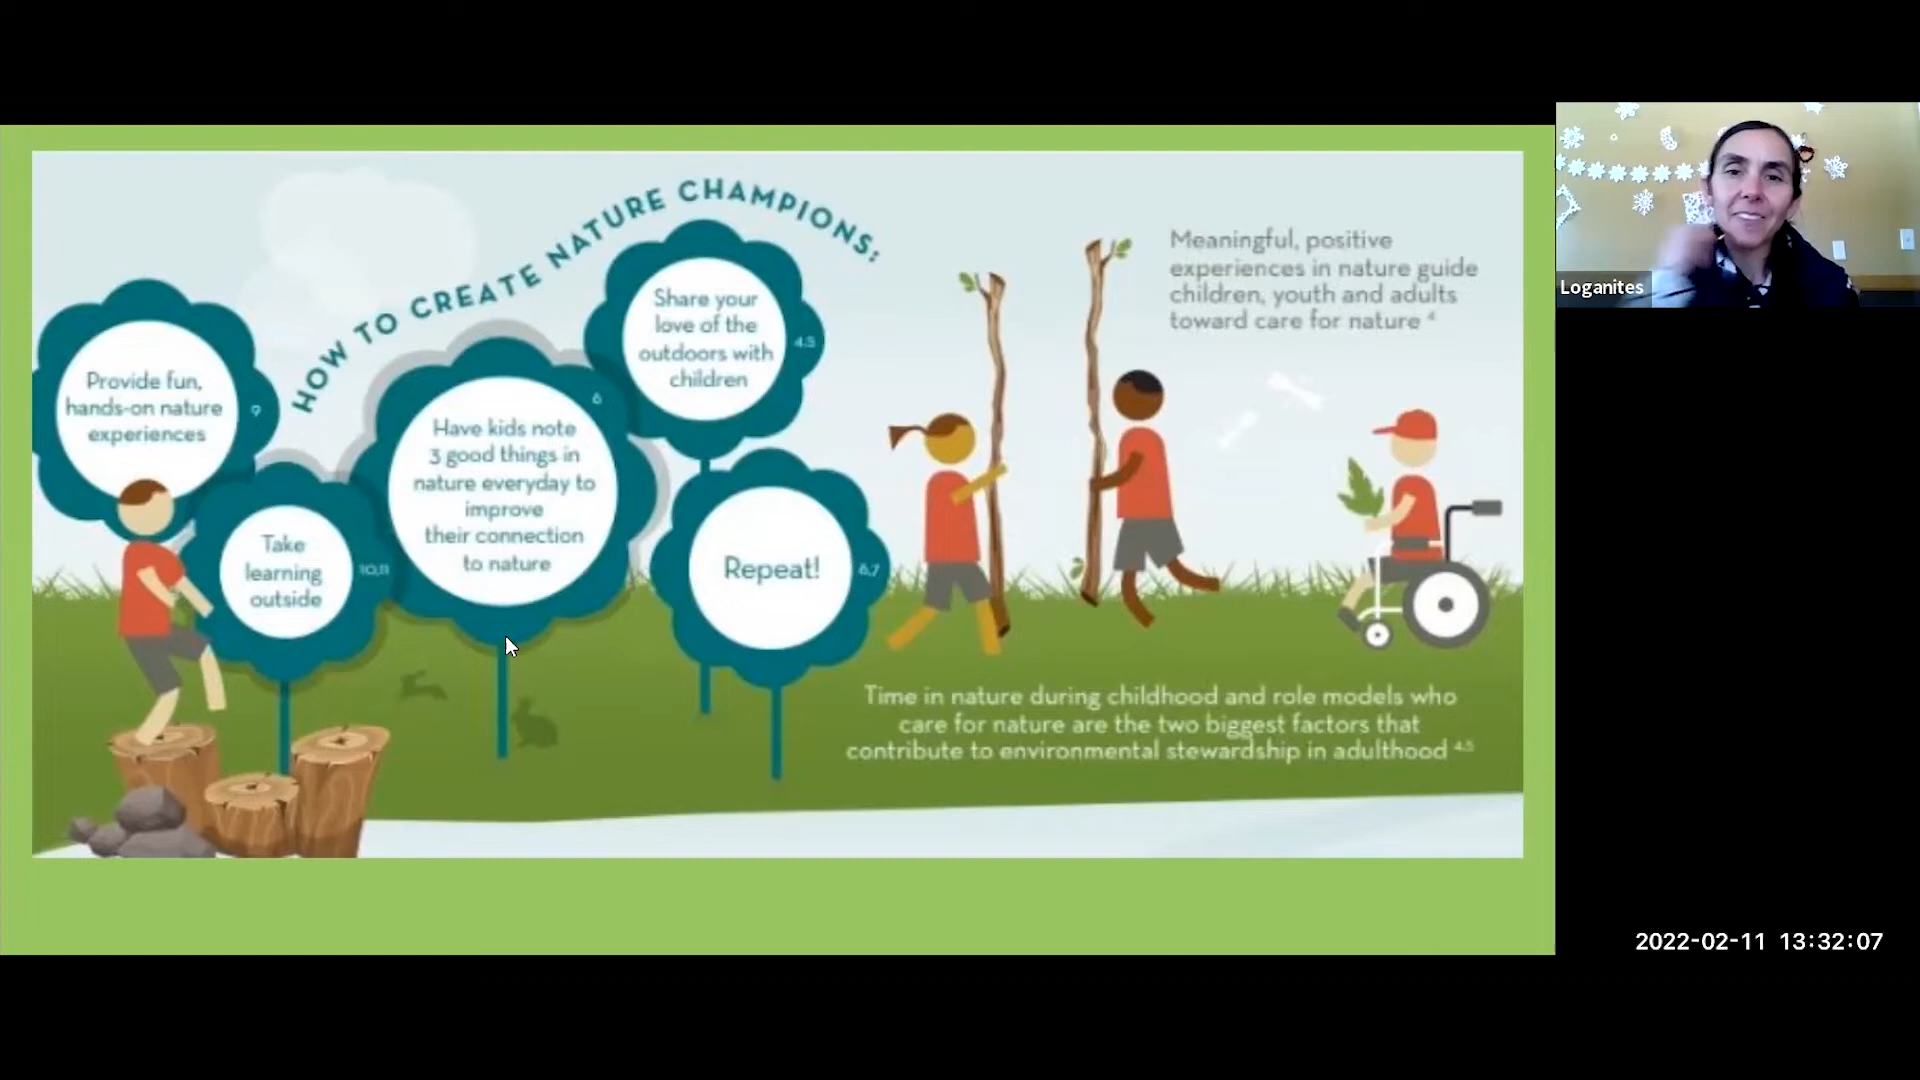 HOW TO CREATE NATURE CHAMPIONS:
Provide fun,
hands-on nature
experiences
9
Take
learning
outside
10,11
Have kids note
3 good things in
nature everyday to
improve
their connection
to nature
6
Share your
love of the
outdoors with
children
4,5
Repeat!
6,7
Meaningful, positive
experiences in nature guide
children, youth and adults
toward care for nature 4
Time in nature during childhood and role models who
care for nature are the two biggest factors that
contribute to environmental stewardship in adulthood 4,5
Loganites
2022-02-11 13:32:07